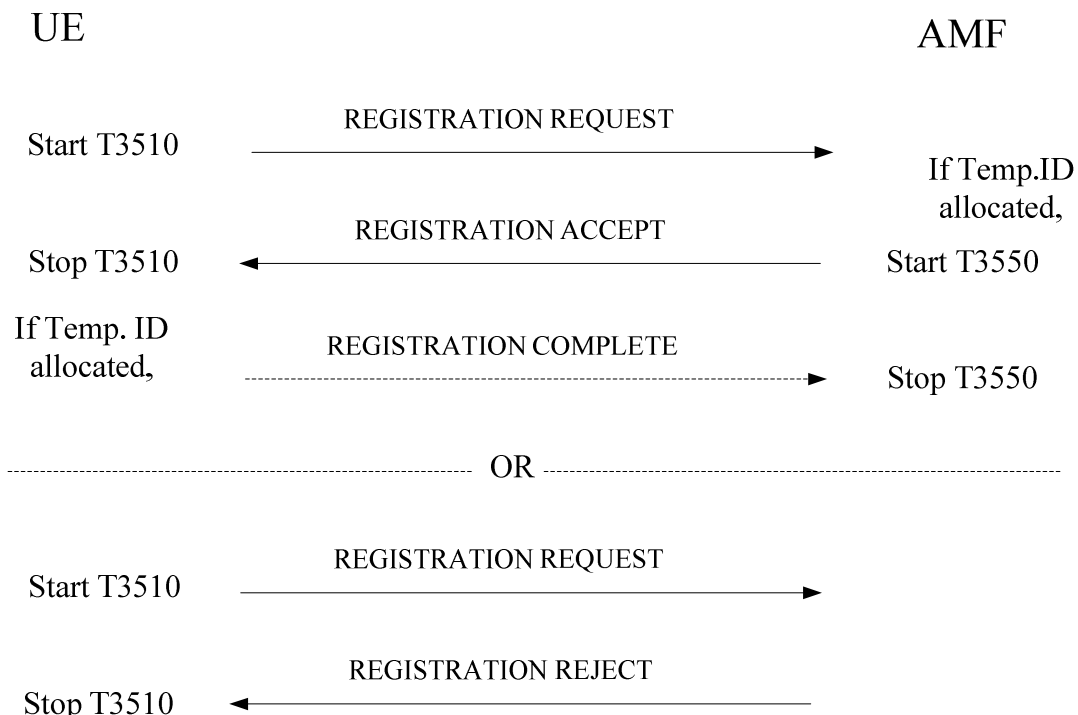 UE
AMF
REGISTRATION REQUEST
Start T3510
If Temp.ID
allocated,
REGISTRATION ACCEPT
Stop T3510
Start T3550
If Temp. ID
allocated,
REGISTRATION COMPLETE
Stop T3550
OR
REGISTRATION REQUEST
Start T3510
REGISTRATION REJECT
Stop T3510